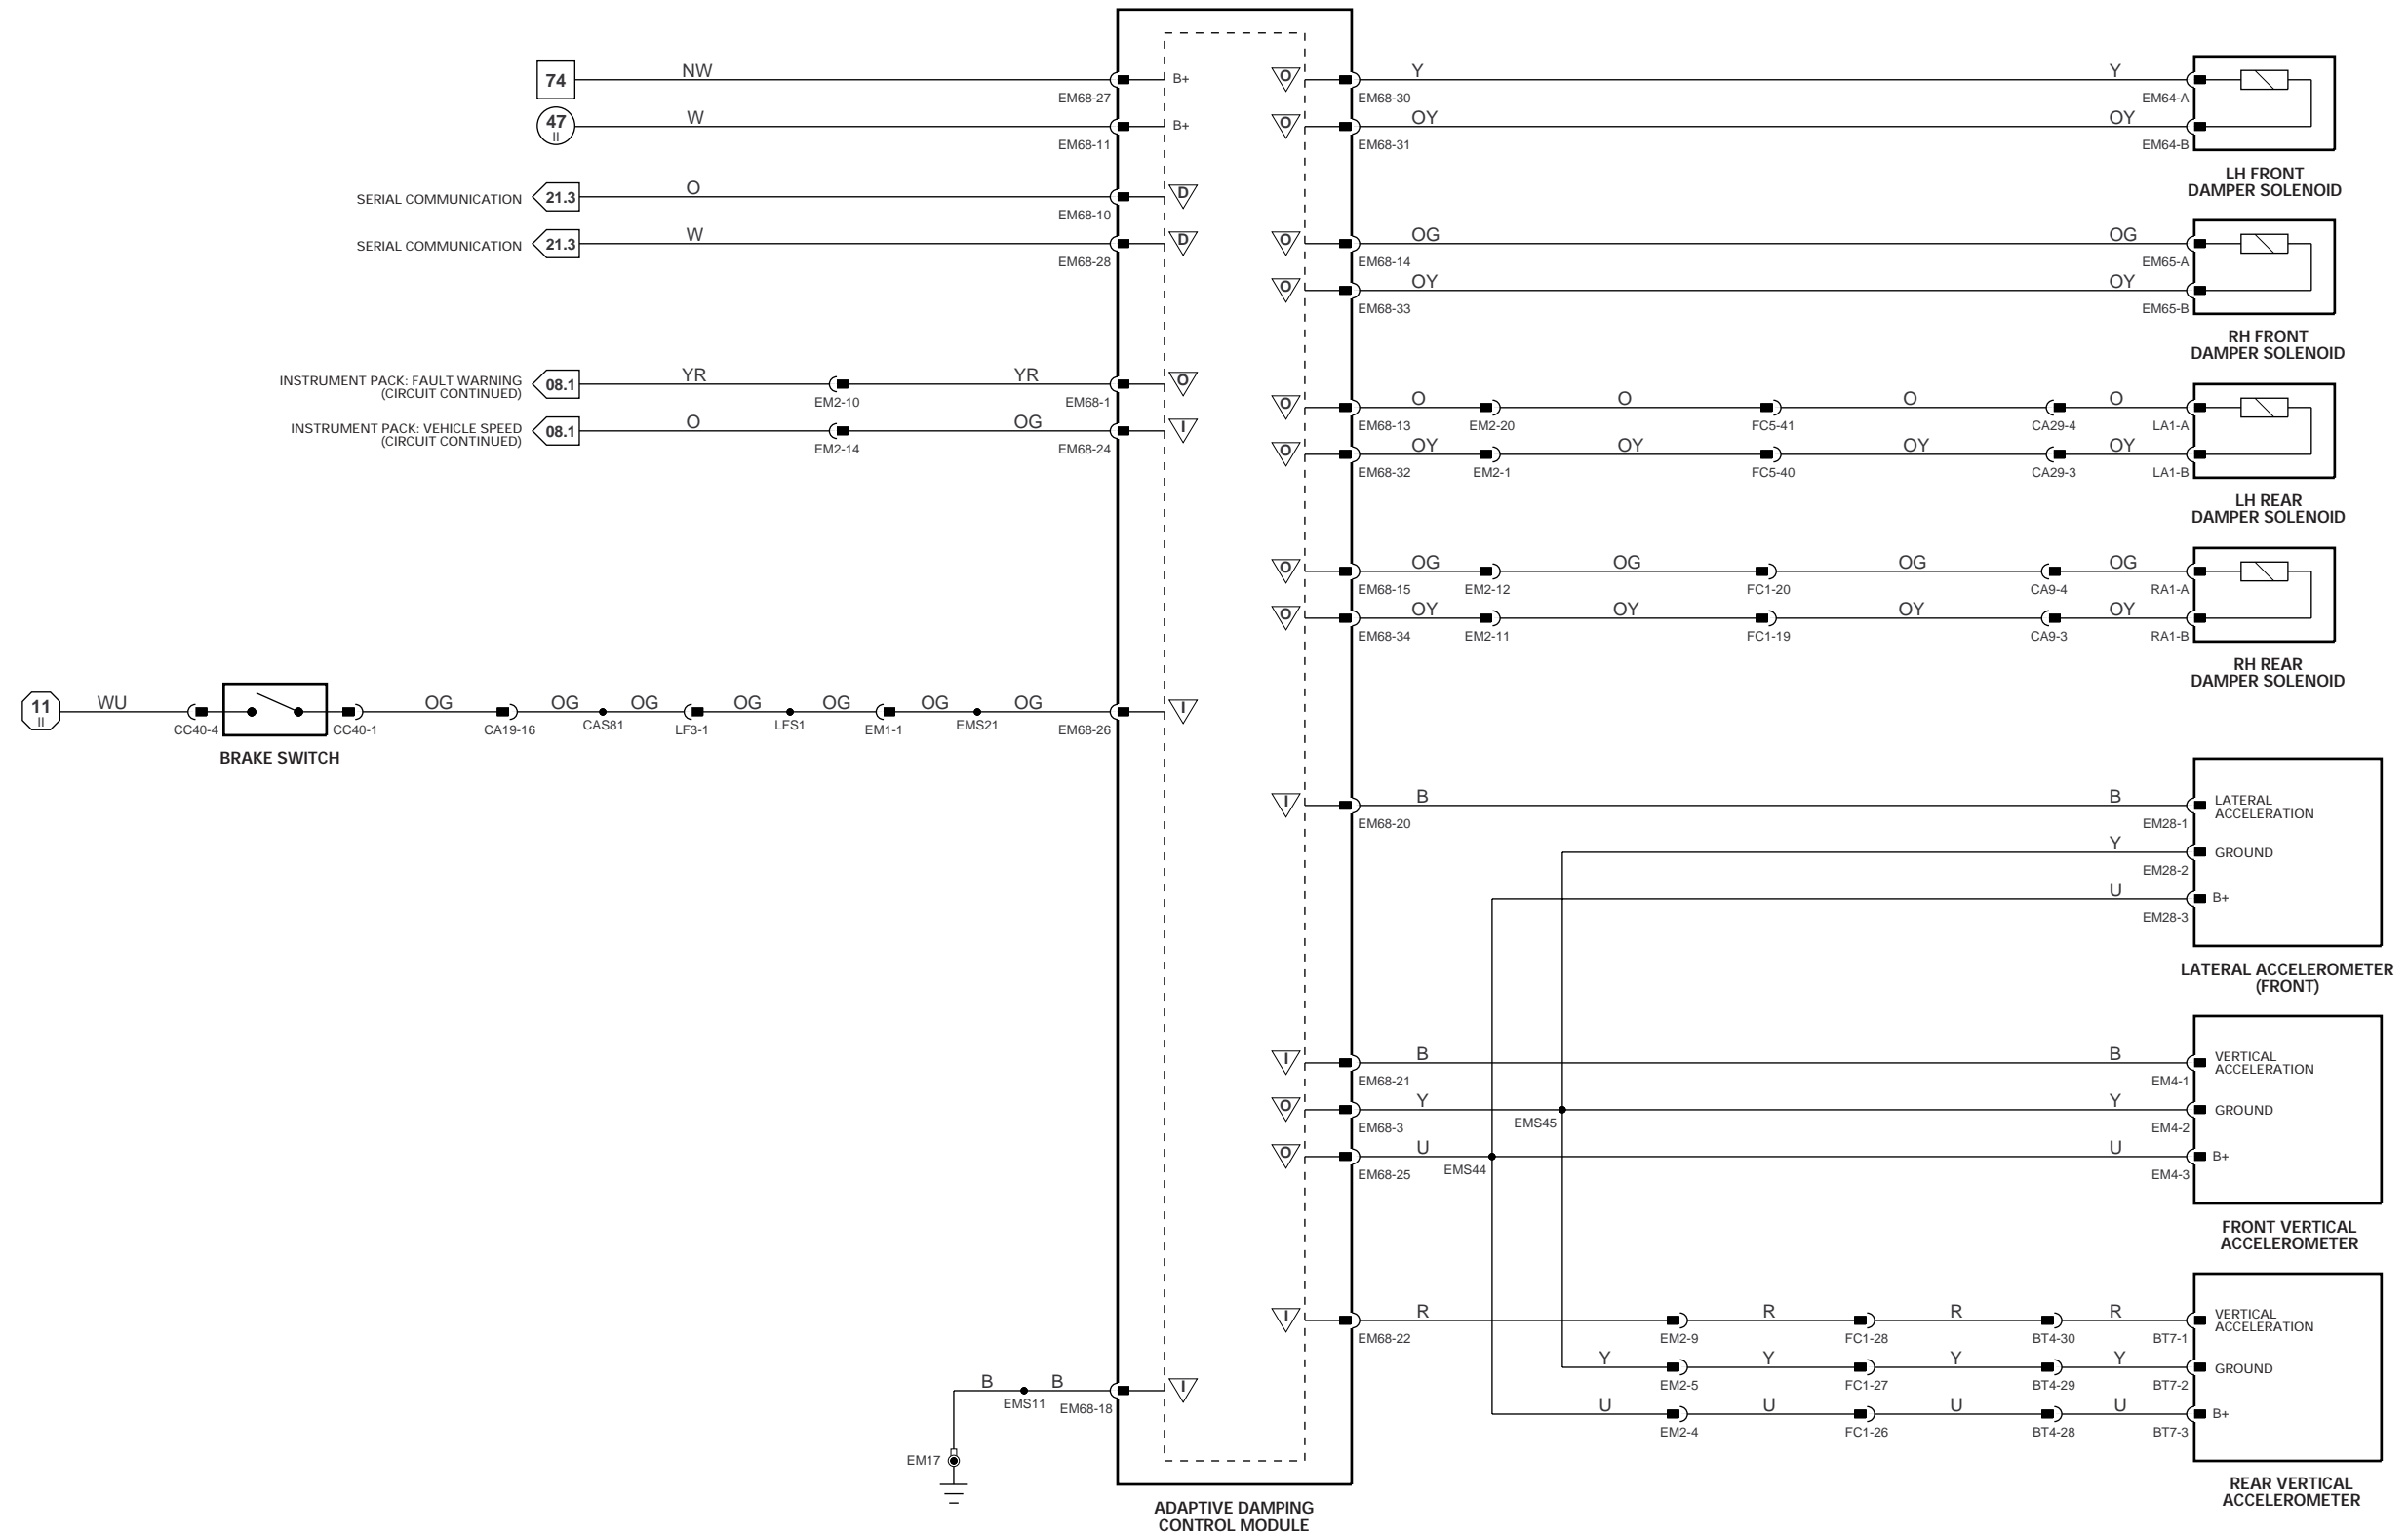 74
NW
EM68-27
B+
47
II
W
EM68-11
B+
SERIAL COMMUNICATION
21.3
O
EM68-10
D
SERIAL COMMUNICATION
21.3
W
EM68-28
D
INSTRUMENT PACK: FAULT WARNING
(CIRCUIT CONTINUED)
08.1
YR
EM2-10
YR
EM68-1
O
INSTRUMENT PACK: VEHICLE SPEED
(CIRCUIT CONTINUED)
08.1
O
EM2-14
OG
EM68-24
I
11
II
WU
CC40-4
BRAKE SWITCH
CC40-1
OG
CA19-16
OG
CAS81
OG
LF3-1
OG
LFS1
OG
EM1-1
OG
EMS21
OG
EM68-26
I
EM17
B
EMS11
B
EM68-18
I
ADAPTIVE DAMPING
CONTROL MODULE
O
EM68-30
Y
Y
EM64-A
O
EM68-31
OY
OY
EM64-B
LH FRONT
DAMPER SOLENOID
O
EM68-14
OG
OG
EM65-A
O
EM68-33
OY
OY
EM65-B
RH FRONT
DAMPER SOLENOID
O
EM68-13
O
EM2-20
O
FC5-41
O
CA29-4
O
LA1-A
O
EM68-32
OY
EM2-1
OY
FC5-40
OY
CA29-3
OY
LA1-B
LH REAR
DAMPER SOLENOID
O
EM68-15
OG
EM2-12
OG
FC1-20
OG
CA9-4
OG
RA1-A
O
EM68-34
OY
EM2-11
OY
FC1-19
OY
CA9-3
OY
RA1-B
RH REAR
DAMPER SOLENOID
I
EM68-20
B
B
EM28-1
LATERAL
ACCELERATION
Y
EM28-2
GROUND
U
EM28-3
B+
LATERAL ACCELEROMETER
(FRONT)
I
EM68-21
B
B
EM4-1
VERTICAL
ACCELERATION
O
EM68-3
Y
EMS45
Y
EM4-2
GROUND
O
EM68-25
U
EMS44
U
EM4-3
B+
FRONT VERTICAL
ACCELEROMETER
I
EM68-22
R
EM2-9
R
FC1-28
R
BT4-30
R
BT7-1
VERTICAL
ACCELERATION
Y
EM2-5
Y
FC1-27
Y
BT4-29
Y
BT7-2
GROUND
U
EM2-4
U
FC1-26
U
BT4-28
U
BT7-3
B+
REAR VERTICAL
ACCELEROMETER